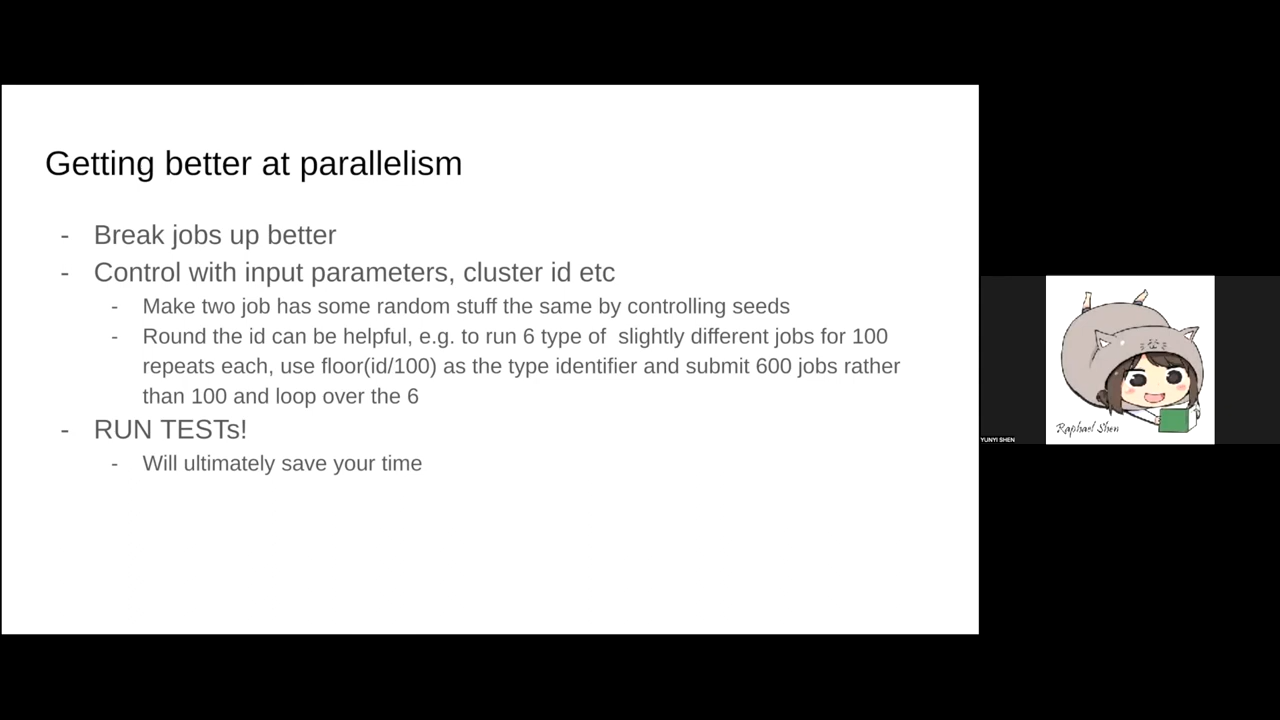 Getting better at parallelism
- Break jobs up better
- Control with input parameters, cluster id etc
- Make two job has some random stuff the same by controlling seeds
- Round the id can be helpful, e.g. to run 6 type of  slightly different jobs for 100
repeats each, use floor(id/100) as the type identifier and submit 600 jobs rather
than 100 and loop over the 6
- RUN TESTs!
- Will ultimately save your time
Raphael Shen
YUNYI SHEN